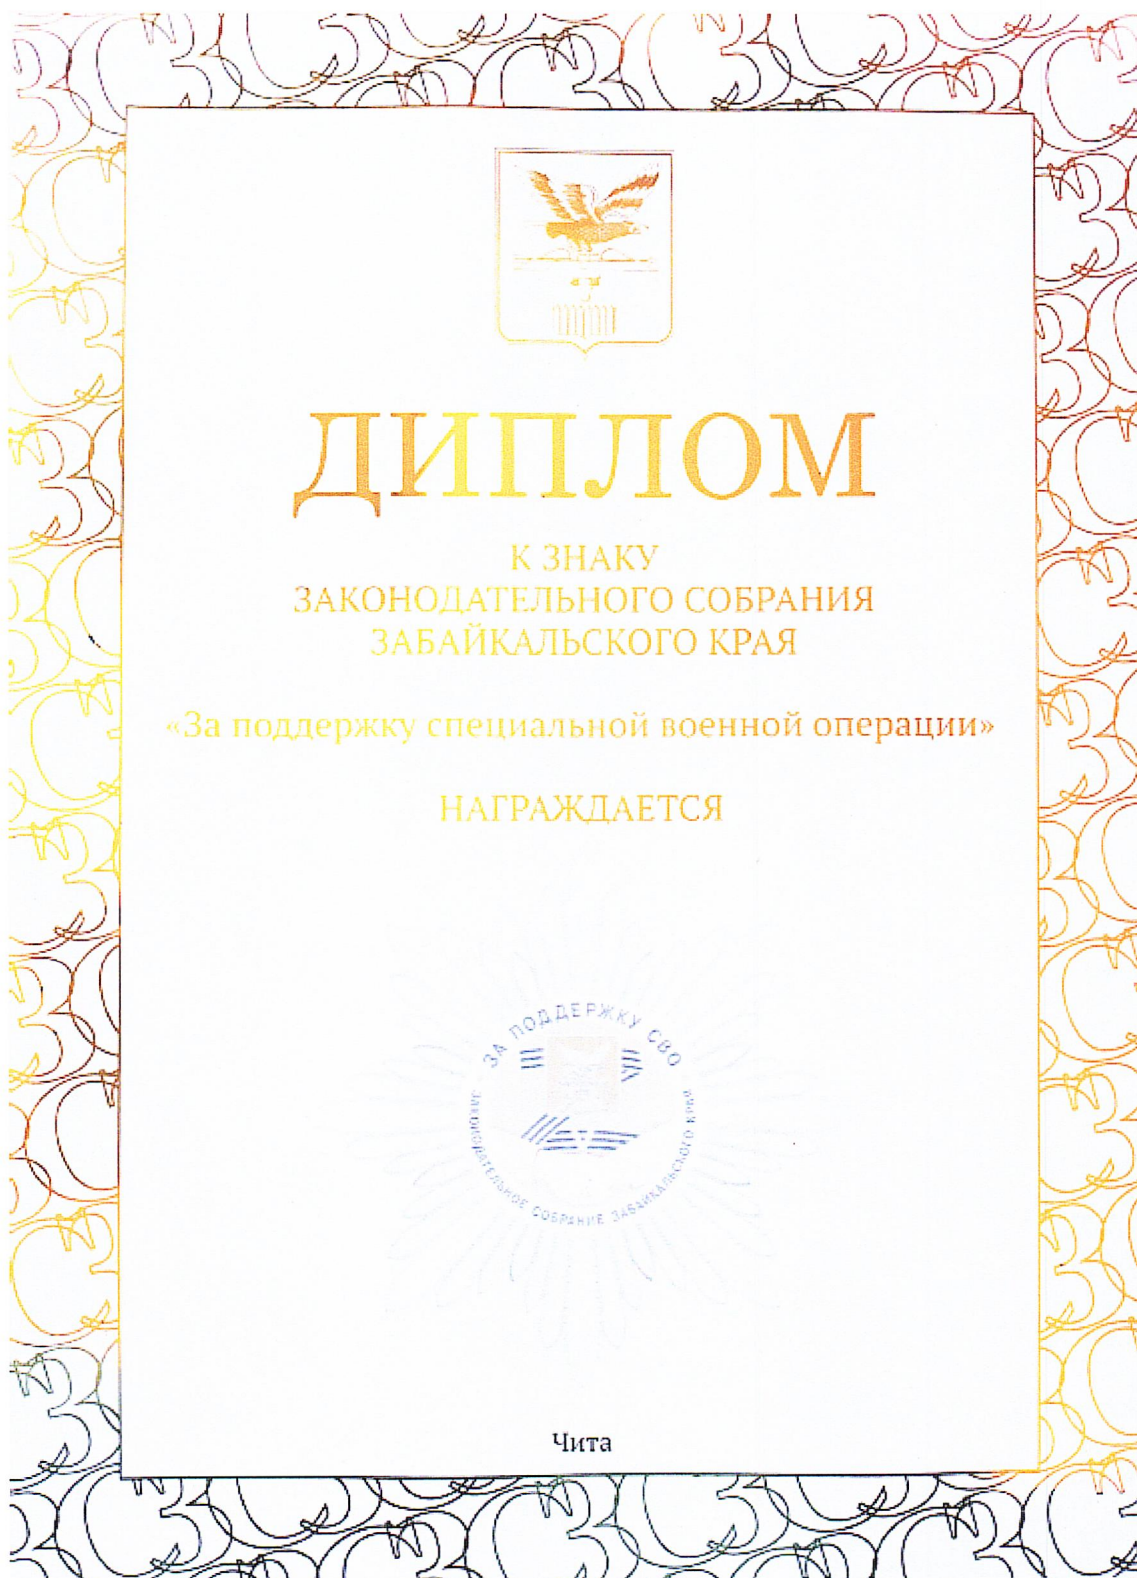 ДИПЛОМ
К ЗНАКУ
ЗАКОНОДАТЕЛЬНОГО СОБРАНИЯ
ЗАБАЙКАЛЬСКОГО КРАЯ
«За поддержку специальной военной операции»
НАГРАЖДАЕТСЯ
ЗА ПОДДЕРЖКУ СВО
ЗАКОНОДАТЕЛЬНОЕ СОБРАНИЕ ЗАБАЙКАЛЬСКОГО КРАЯ
Чита